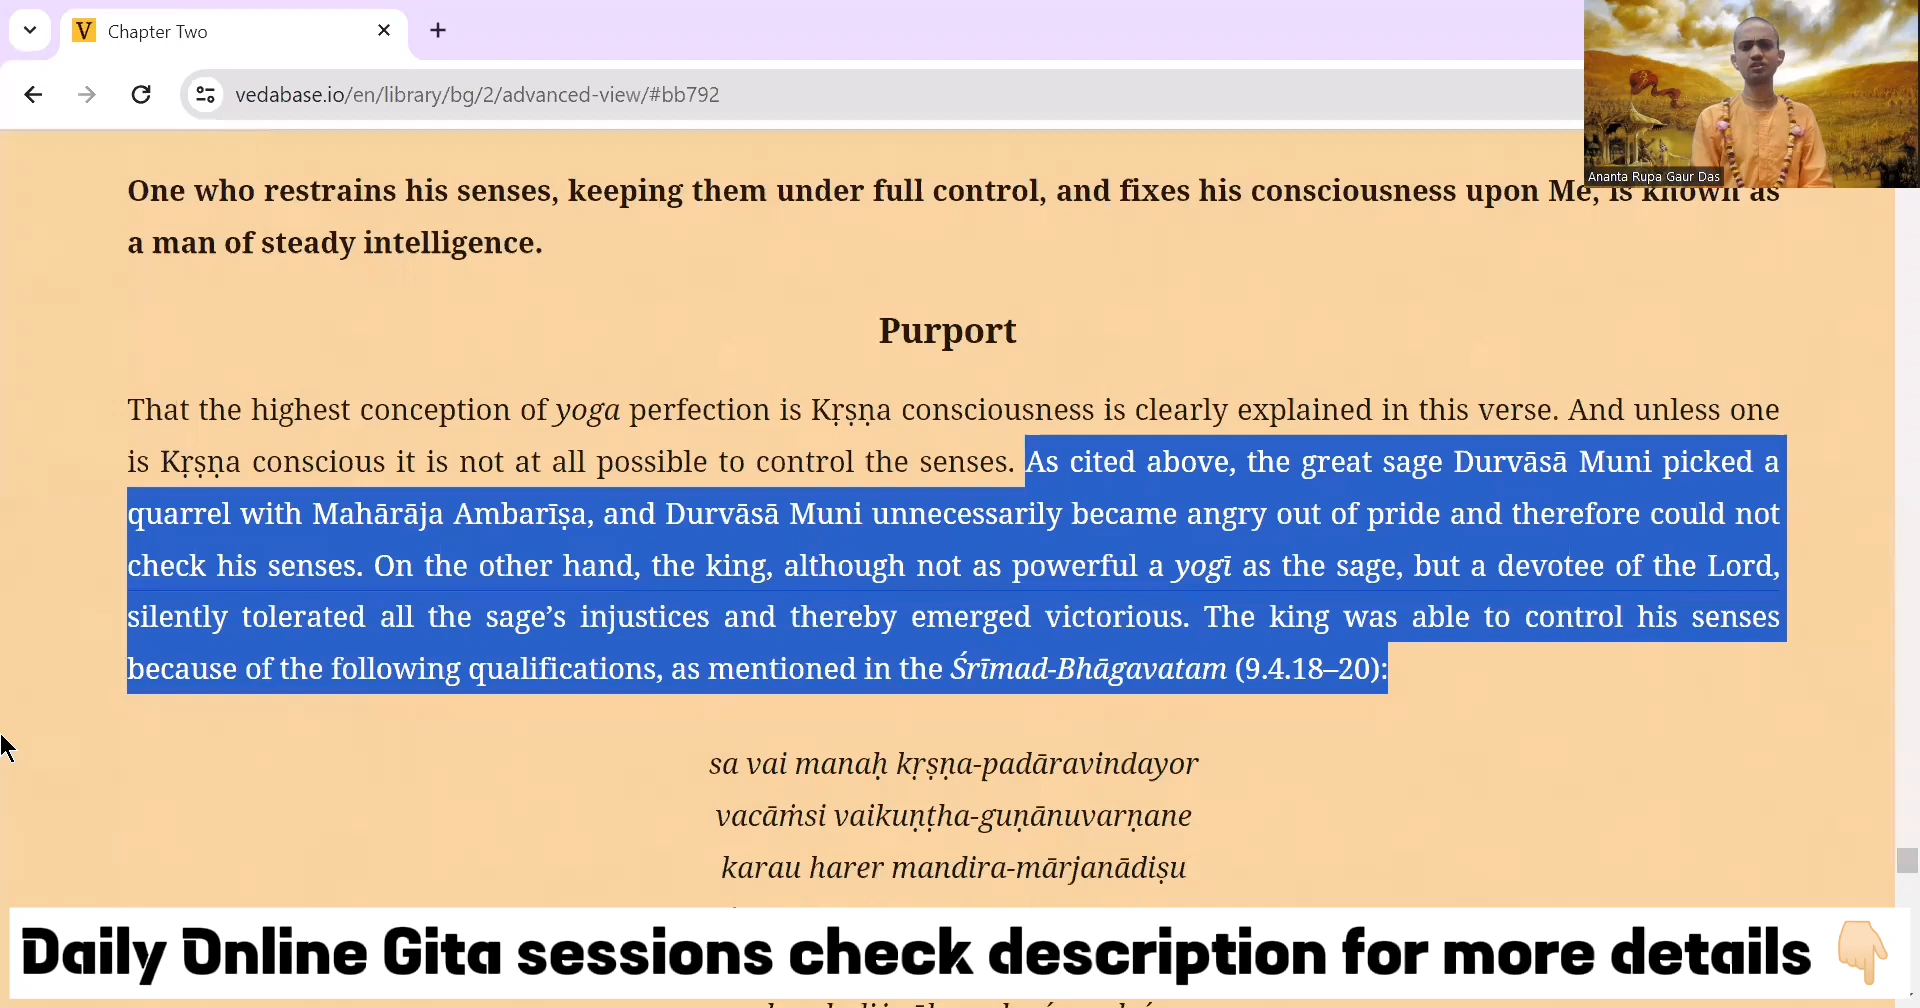 Chapter Two
vedabase.io/en/library/bg/2/advanced-view/#bb792
Ananta Rupa Gaur Das
One who restrains his senses, keeping them under full control, and fixes his consciousness upon Me, is known as
a man of steady intelligence.
Purport
That the highest conception of yoga perfection is Kṛṣṇa consciousness is clearly explained in this verse. And unless one
is Kṛṣṇa conscious it is not at all possible to control the senses. As cited above, the great sage Durvāsā Muni picked a
quarrel with Mahārāja Ambarīṣa, and Durvāsā Muni unnecessarily became angry out of pride and therefore could not
check his senses. On the other hand, the king, although not as powerful a yogī as the sage, but a devotee of the Lord,
silently tolerated all the sage’s injustices and thereby emerged victorious. The king was able to control his senses
because of the following qualifications, as mentioned in the Śrīmad-Bhāgavatam (9.4.18–20):
sa vai manaḥ kṛṣṇa-padāravindayor
vacāṁsi vaikuṇṭha-guṇānuvarṇane
karau harer mandira-mārjanādiṣu
Daily Online Gita sessions check description for more details